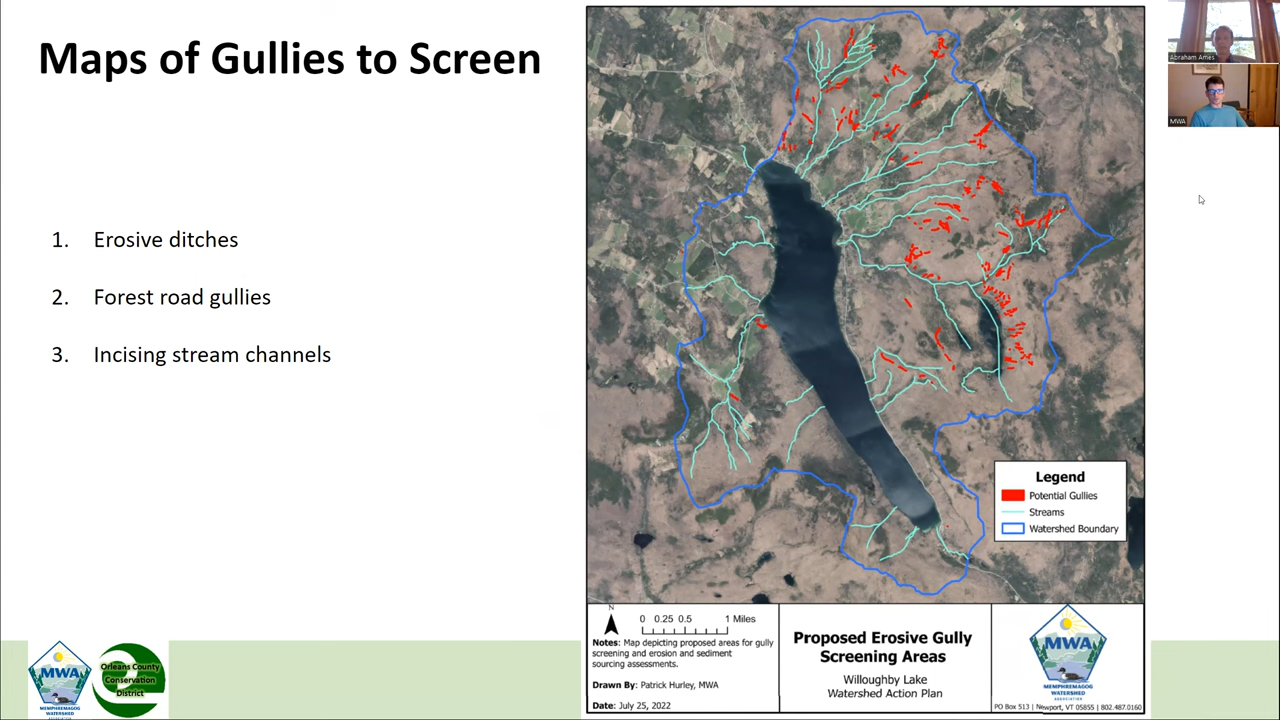 Maps of Gullies to Screen
1. Erosive ditches
2. Forest road gullies
3. Incising stream channels
Legend
Potential Gullies
Streams
Watershed Boundary
N
0 0.25 0.5 1 Miles
Notes: Map depicting proposed areas for gully
screening and erosion and sediment
sourcing assessments.
Drawn By: Patrick Hurley, MWA
Date: July 25, 2022
Proposed Erosive Gully
Screening Areas
Willoughby Lake
Watershed Action Plan
MWA
MEMPHREMAGOG
WATERSHED
ASSOCIATION
PO Box 513 | Newport, VT 05855 | 802.487.0160
MWA
MEMPHREMAGOG
WATERSHED
ASSOCIATION
Orleans County
Conservation
District
Abraham Ames
MWA